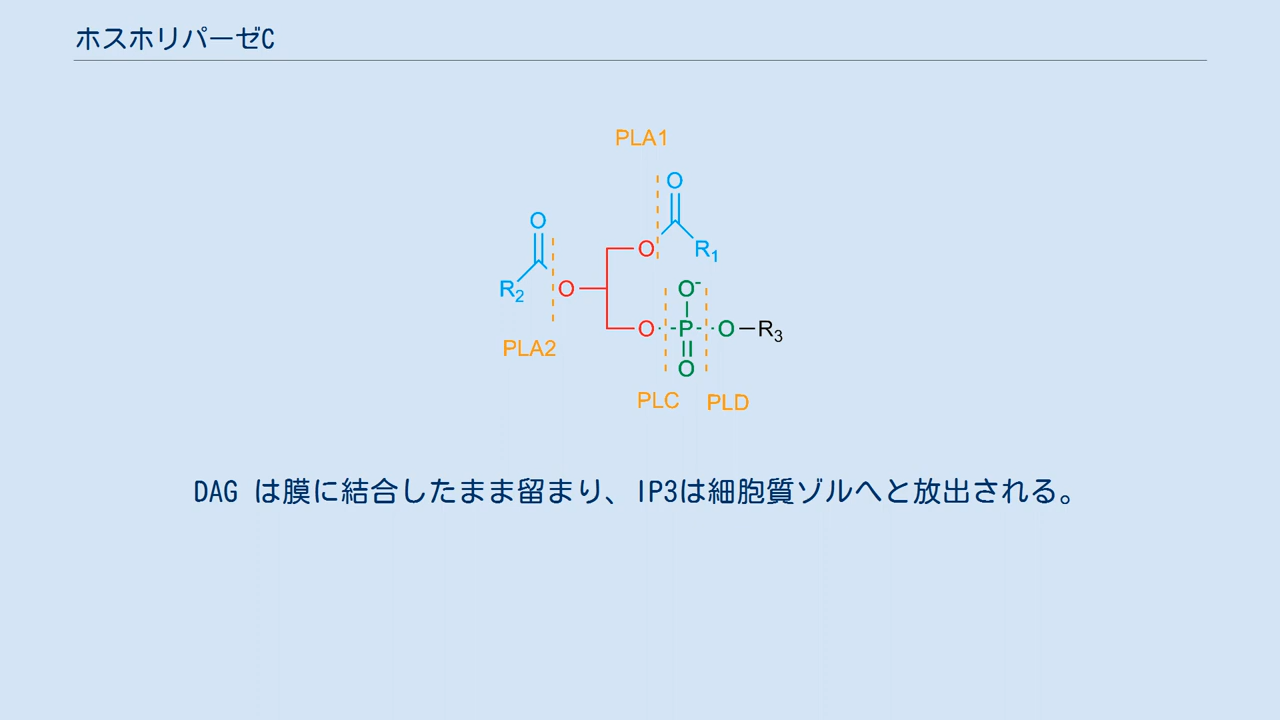 ホスホリパーゼC
PLA1
O
O
O R₁
R₂ O O⁻
O P O R₃
PLA2
O
PLC PLD
DAG は膜に結合したまま留まり、IP3は細胞質ゾルへと放出される。